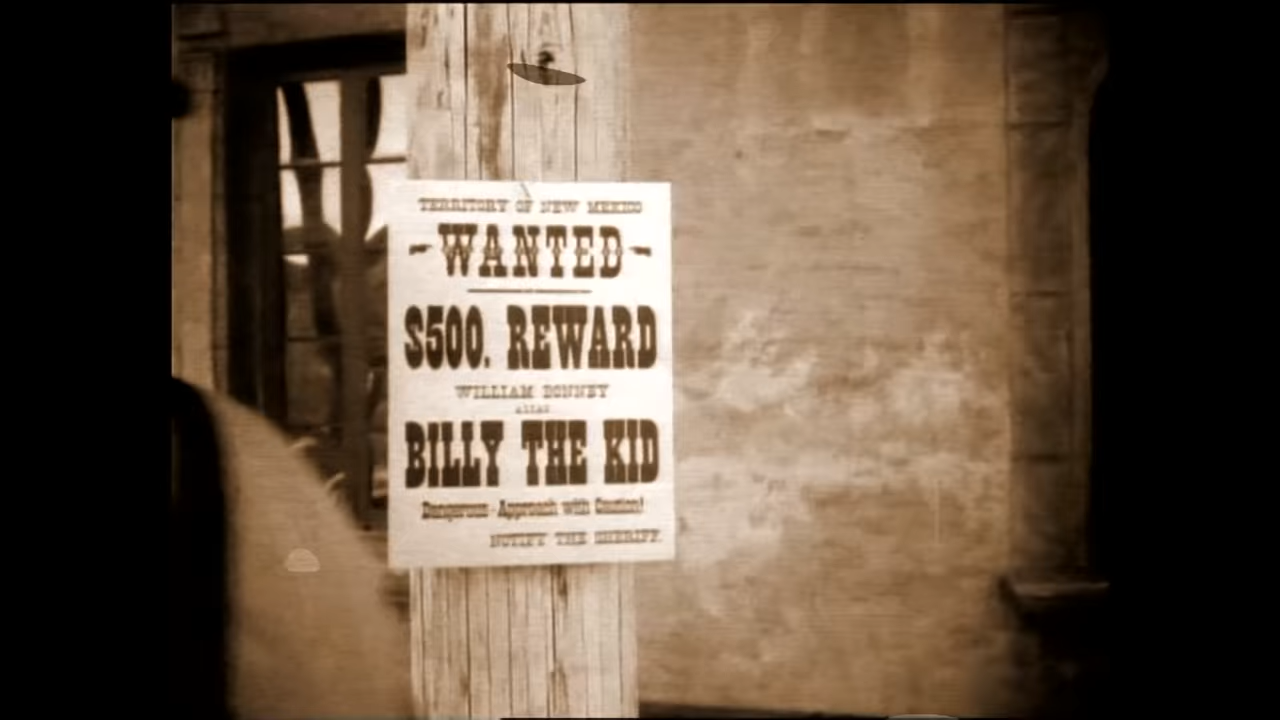 TERRITORY OF NEW MEXICO
WANTED
$500. REWARD
WILLIAM BONNEY
ALIAS
BILLY THE KID
Dangerous - Approach with Caution!
NOTIFY THE SHERIFF.